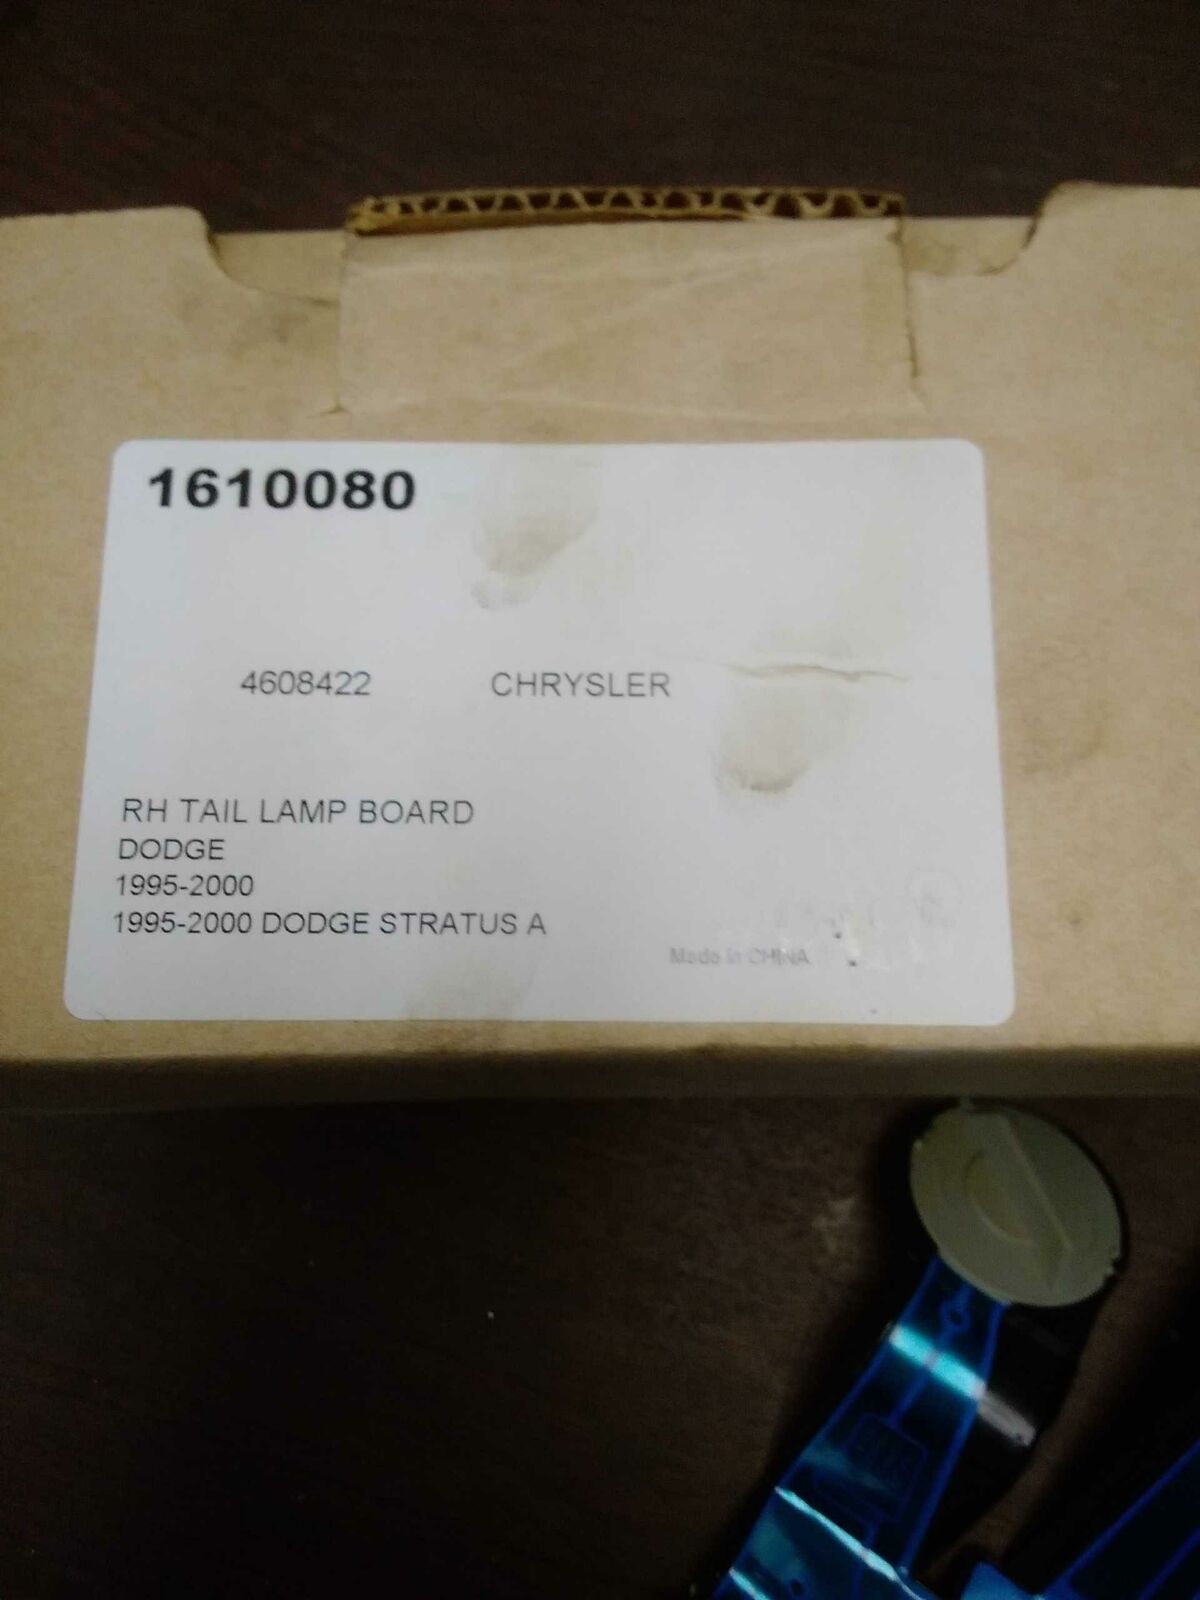 1610080
4608422 CHRYSLER
RH TAIL LAMP BOARD
DODGE
1995-2000
1995-2000 DODGE STRATUS A
Made in CHINA